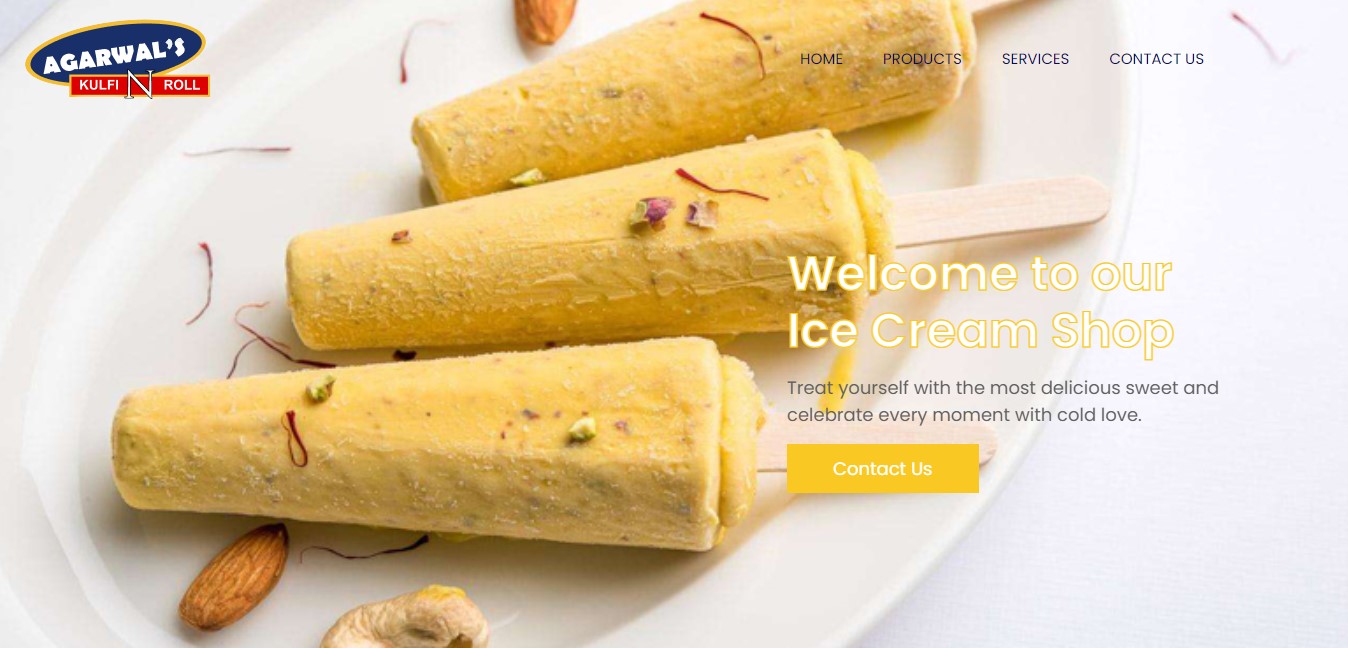 AGARWAL'S
KULFI N ROLL
HOME PRODUCTS SERVICES CONTACT US
Welcome to our
Ice Cream Shop
Treat yourself with the most delicious sweet and
celebrate every moment with cold love.
Contact Us